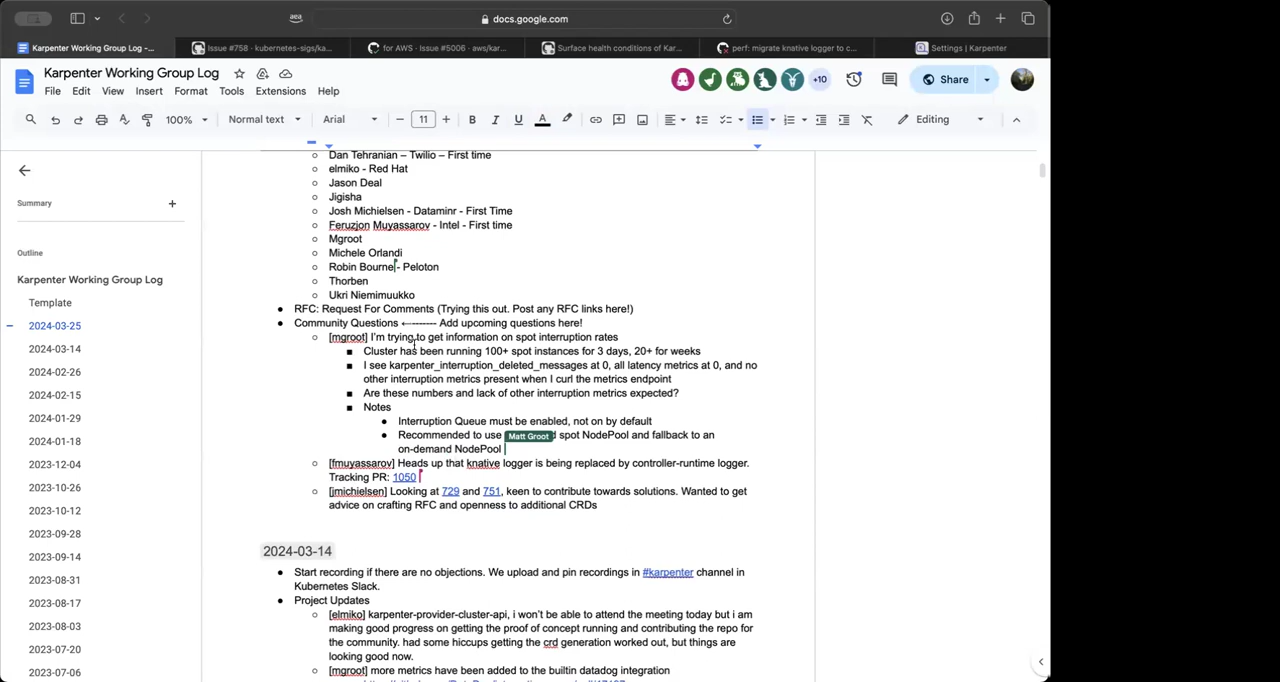 docs.google.com
Karpenter Working Group Log -...
Issue #758 · kubernetes-sigs/ka...
for AWS · Issue #5006 · aws/kar...
Surface health conditions of Kar...
perf: migrate knative logger to c...
Settings | Karpenter
Karpenter Working Group Log
File Edit View Insert Format Tools Extensions Help
+10
Share
100%
Normal text
Arial
11
Editing
Summary
Outline
Karpenter Working Group Log
Template
2024-03-25
2024-03-14
2024-02-26
2024-02-15
2024-01-29
2024-01-18
2023-12-04
2023-10-26
2023-10-12
2023-09-28
2023-09-14
2023-08-31
2023-08-17
2023-08-03
2023-07-20
2023-07-06
Dan Tehranian – Twilio – First time
elmiko - Red Hat
Jason Deal
Jigisha
Josh Michielsen - Dataminr - First Time
Feruzjon Muyassarov - Intel - First time
Mgroot
Michele Orlandi
Robin Bourne - Peloton
Thorben
Ukri Niemimuukko
RFC: Request For Comments (Trying this out. Post any RFC links here!)
Community Questions ←------- Add upcoming questions here!
[mgroot] I'm trying to get information on spot interruption rates
Cluster has been running 100+ spot instances for 3 days, 20+ for weeks
I see karpenter_interruption_deleted_messages at 0, all latency metrics at 0, and no
other interruption metrics present when I curl the metrics endpoint
Are these numbers and lack of other interruption metrics expected?
Notes
Interruption Queue must be enabled, not on by default
Recommended to use Matt Groot spot NodePool and fallback to an
on-demand NodePool
[fmuyassarov] Heads up that knative logger is being replaced by controller-runtime logger.
Tracking PR: 1050
[jmichielsen] Looking at 729 and 751, keen to contribute towards solutions. Wanted to get
advice on crafting RFC and openness to additional CRDs
2024-03-14
Start recording if there are no objections. We upload and pin recordings in #karpenter channel in
Kubernetes Slack.
Project Updates
[elmiko] karpenter-provider-cluster-api, i won't be able to attend the meeting today but i am
making good progress on getting the proof of concept running and contributing the repo for
the community. had some hiccups getting the crd generation worked out, but things are
looking good now.
[mgroot] more metrics have been added to the builtin datadog integration